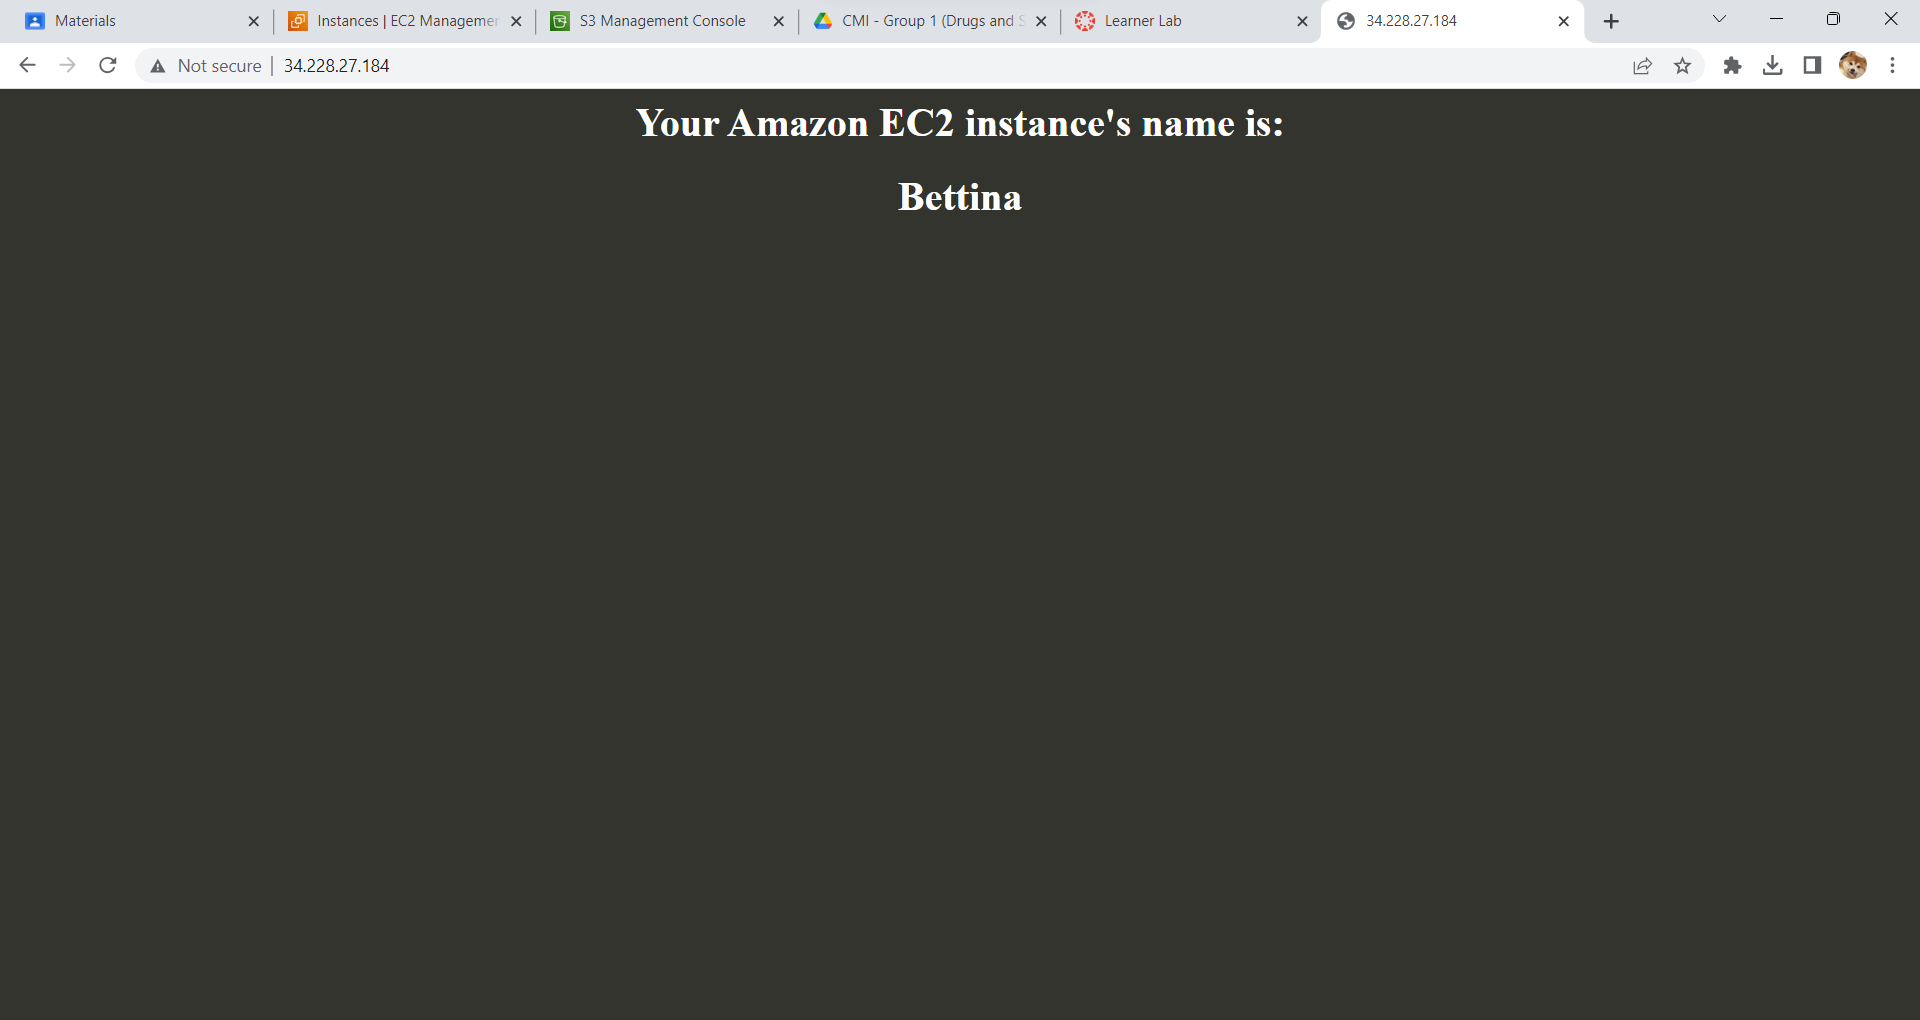 Materials
Instances | EC2 Managemen
S3 Management Console
CMI - Group 1 (Drugs and S
Learner Lab
34.228.27.184
Not secure | 34.228.27.184
Your Amazon EC2 instance's name is:
Bettina